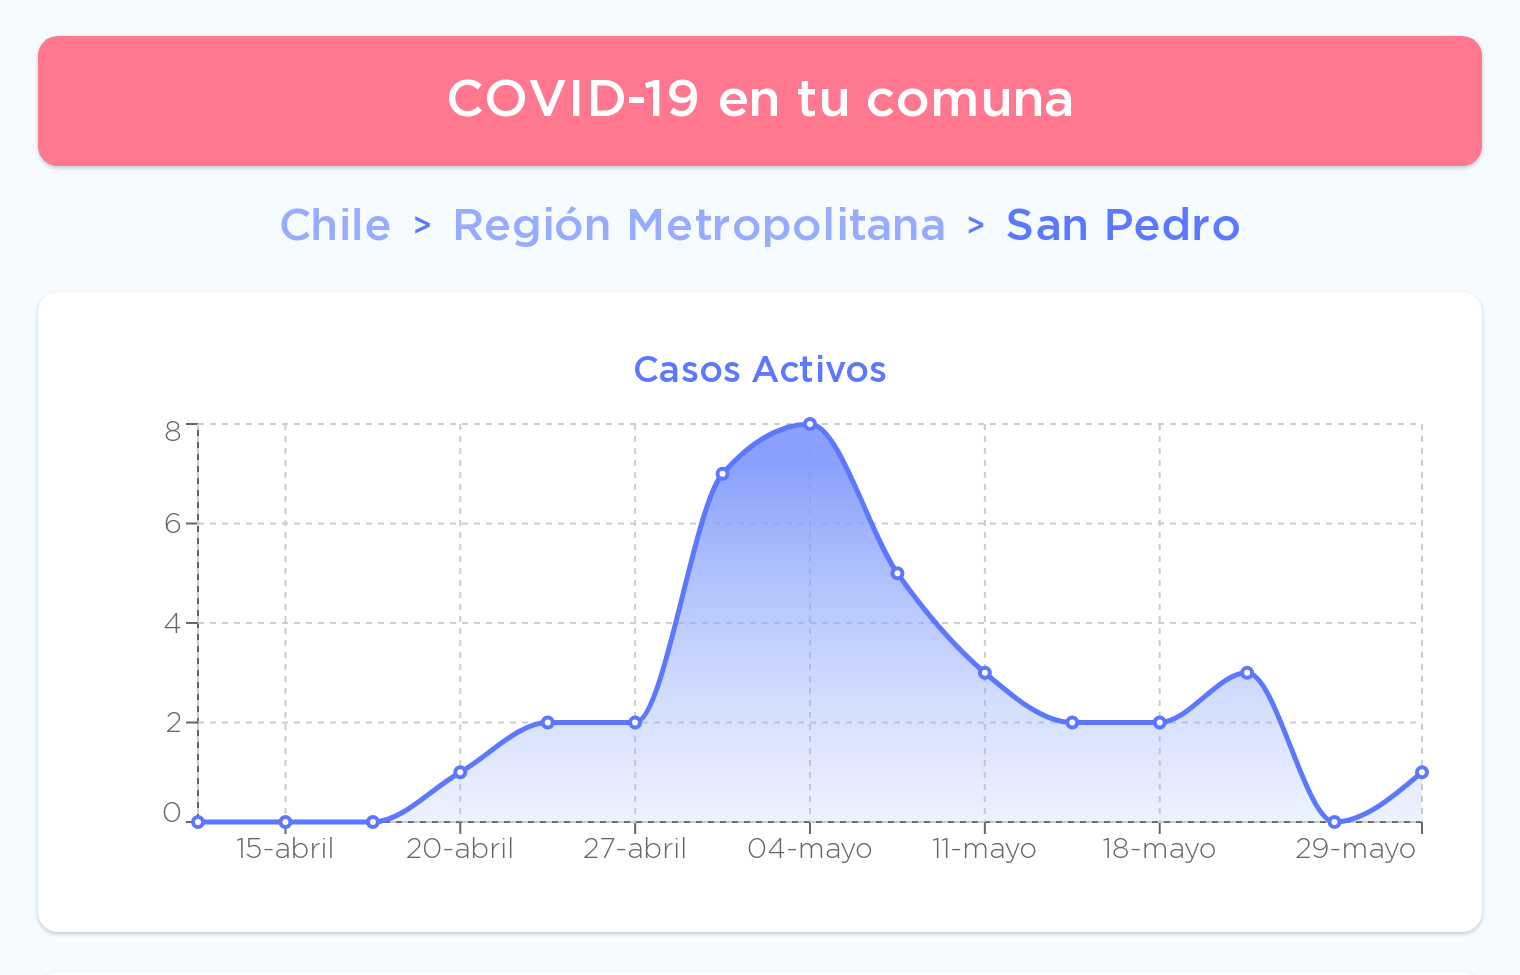 COVID-19 en tu comuna
Chile > Región Metropolitana > San Pedro
Casos Activos
8
6
4
2
0
15-abril 20-abril 27-abril 04-mayo 11-mayo 18-mayo 29-mayo